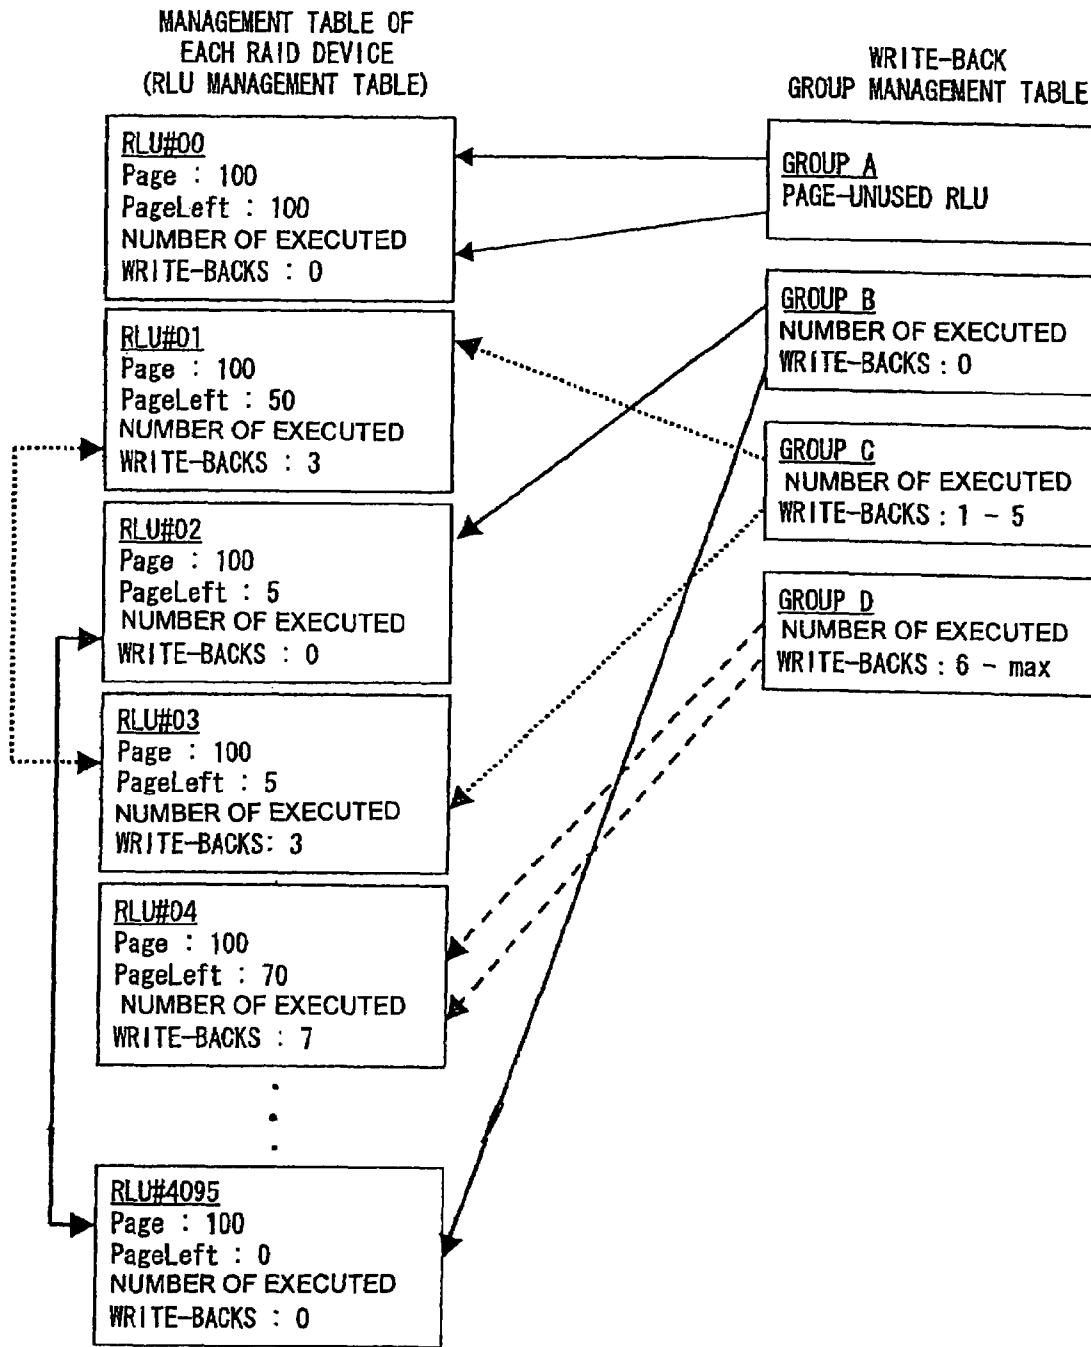 MANAGEMENT TABLE OF
EACH RAID DEVICE
(RLU MANAGEMENT TABLE)
RLU#00
Page : 100
PageLeft : 100
NUMBER OF EXECUTED
WRITE-BACKS : 0
RLU#01
Page : 100
PageLeft : 50
NUMBER OF EXECUTED
WRITE-BACKS : 3
RLU#02
Page : 100
PageLeft : 5
NUMBER OF EXECUTED
WRITE-BACKS : 0
RLU#03
Page : 100
PageLeft : 5
NUMBER OF EXECUTED
WRITE-BACKS: 3
RLU#04
Page : 100
PageLeft : 70
NUMBER OF EXECUTED
WRITE-BACKS : 7
RLU#4095
Page : 100
PageLeft : 0
NUMBER OF EXECUTED
WRITE-BACKS : 0
WRITE-BACK
GROUP MANAGEMENT TABLE
GROUP A
PAGE-UNUSED RLU
GROUP B
NUMBER OF EXECUTED
WRITE-BACKS : 0
GROUP C
NUMBER OF EXECUTED
WRITE-BACKS : 1 - 5
GROUP D
NUMBER OF EXECUTED
WRITE-BACKS : 6 - max